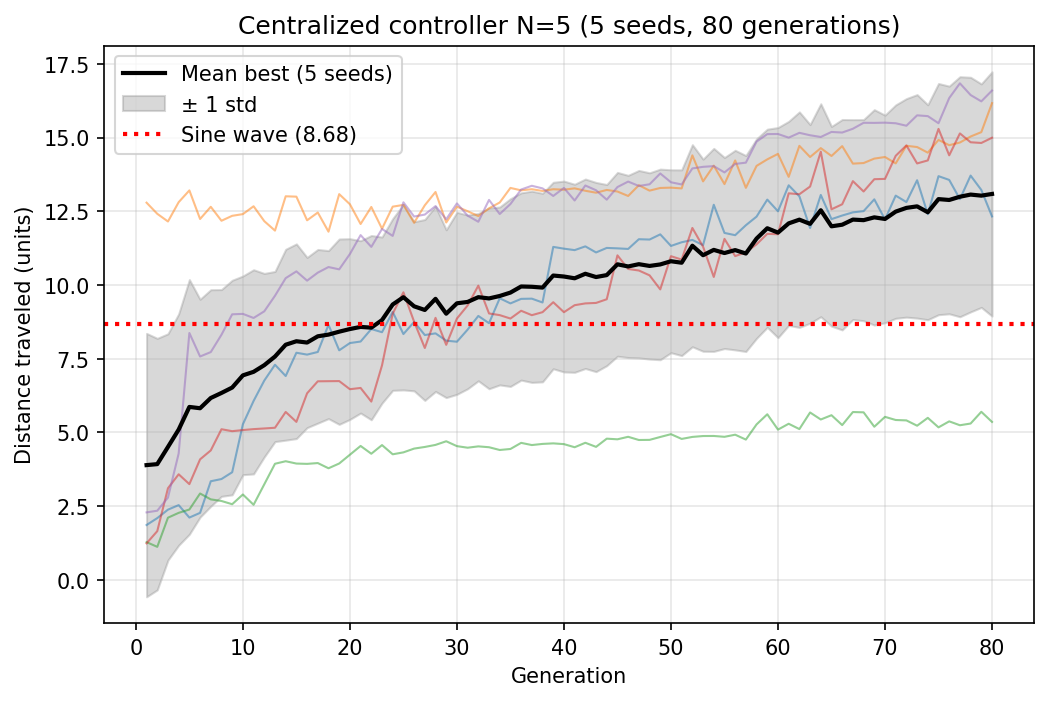 Centralized controller N=5 (5 seeds, 80 generations)
Mean best (5 seeds)
± 1 std
Sine wave (8.68)
Distance traveled (units)
17.5
15.0
12.5
10.0
7.5
5.0
2.5
0.0
0 10 20 30 40 50 60 70 80
Generation